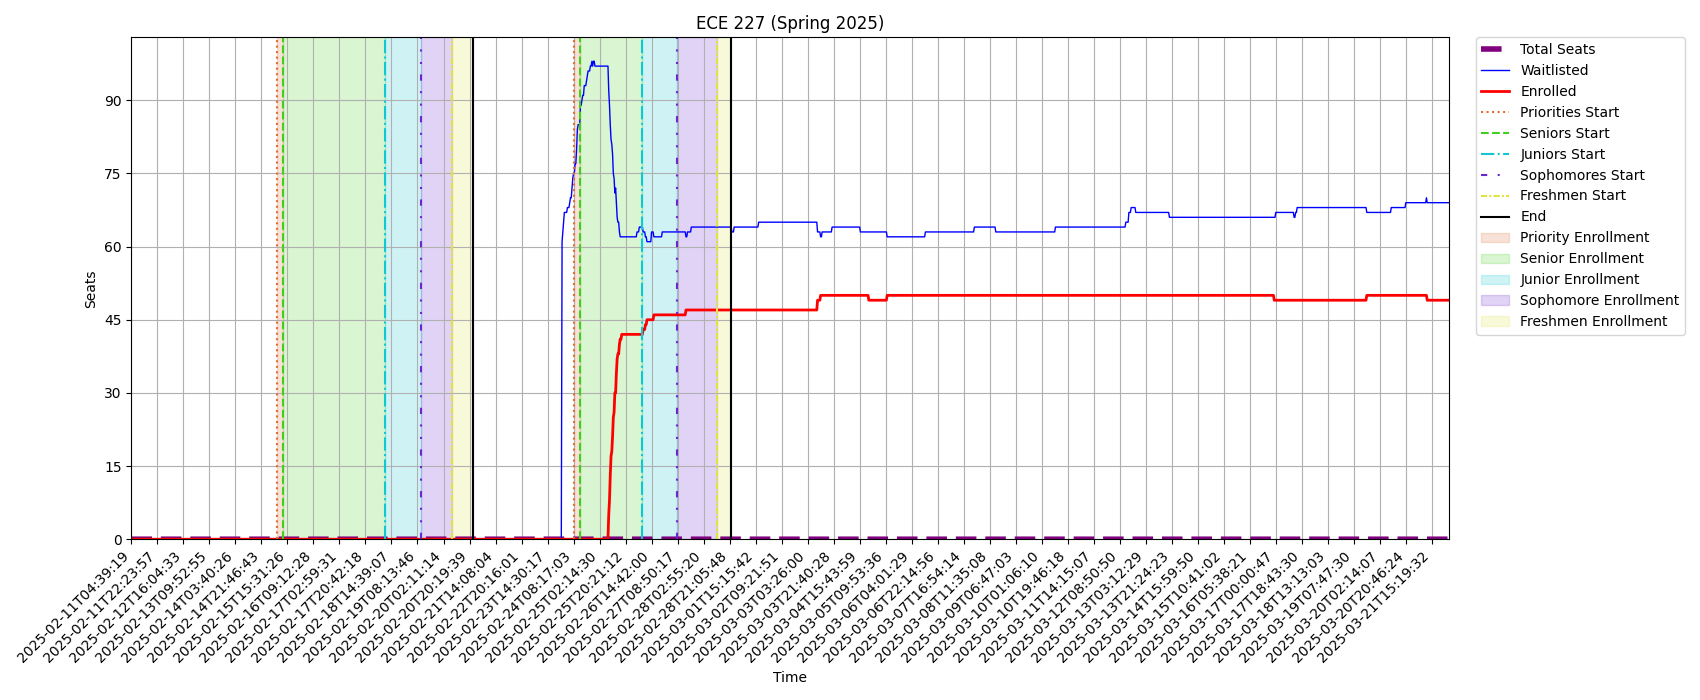 ECE 227 (Spring 2025)
Seats
90
75
60
45
30
15
0
2025-02-11T04:39:19
2025-02-11T22:23:57
2025-02-12T16:04:33
2025-02-13T09:52:55
2025-02-14T03:40:26
2025-02-14T21:46:43
2025-02-15T15:31:26
2025-02-16T09:12:28
2025-02-17T02:59:31
2025-02-17T20:42:18
2025-02-18T14:39:07
2025-02-19T08:13:46
2025-02-20T02:11:14
2025-02-20T20:19:39
2025-02-21T14:08:04
2025-02-22T20:16:01
2025-02-23T14:30:17
2025-02-24T08:17:03
2025-02-25T02:14:30
2025-02-25T20:21:12
2025-02-26T14:42:00
2025-02-27T08:50:17
2025-02-28T02:55:20
2025-02-28T21:05:48
2025-03-01T15:15:42
2025-03-02T09:21:51
2025-03-03T03:26:00
2025-03-03T21:40:28
2025-03-04T15:43:59
2025-03-05T09:53:36
2025-03-06T04:01:29
2025-03-06T22:14:56
2025-03-07T16:54:14
2025-03-08T11:35:08
2025-03-09T06:47:03
2025-03-10T01:06:10
2025-03-10T19:46:18
2025-03-11T14:15:07
2025-03-12T08:50:50
2025-03-13T03:12:29
2025-03-13T21:24:23
2025-03-14T15:59:50
2025-03-15T10:41:02
2025-03-16T05:38:21
2025-03-17T00:00:47
2025-03-17T18:43:30
2025-03-18T13:13:03
2025-03-19T07:47:30
2025-03-20T02:14:07
2025-03-20T20:46:24
2025-03-21T15:19:32
Time
Total Seats
Waitlisted
Enrolled
Priorities Start
Seniors Start
Juniors Start
Sophomores Start
Freshmen Start
End
Priority Enrollment
Senior Enrollment
Junior Enrollment
Sophomore Enrollment
Freshmen Enrollment